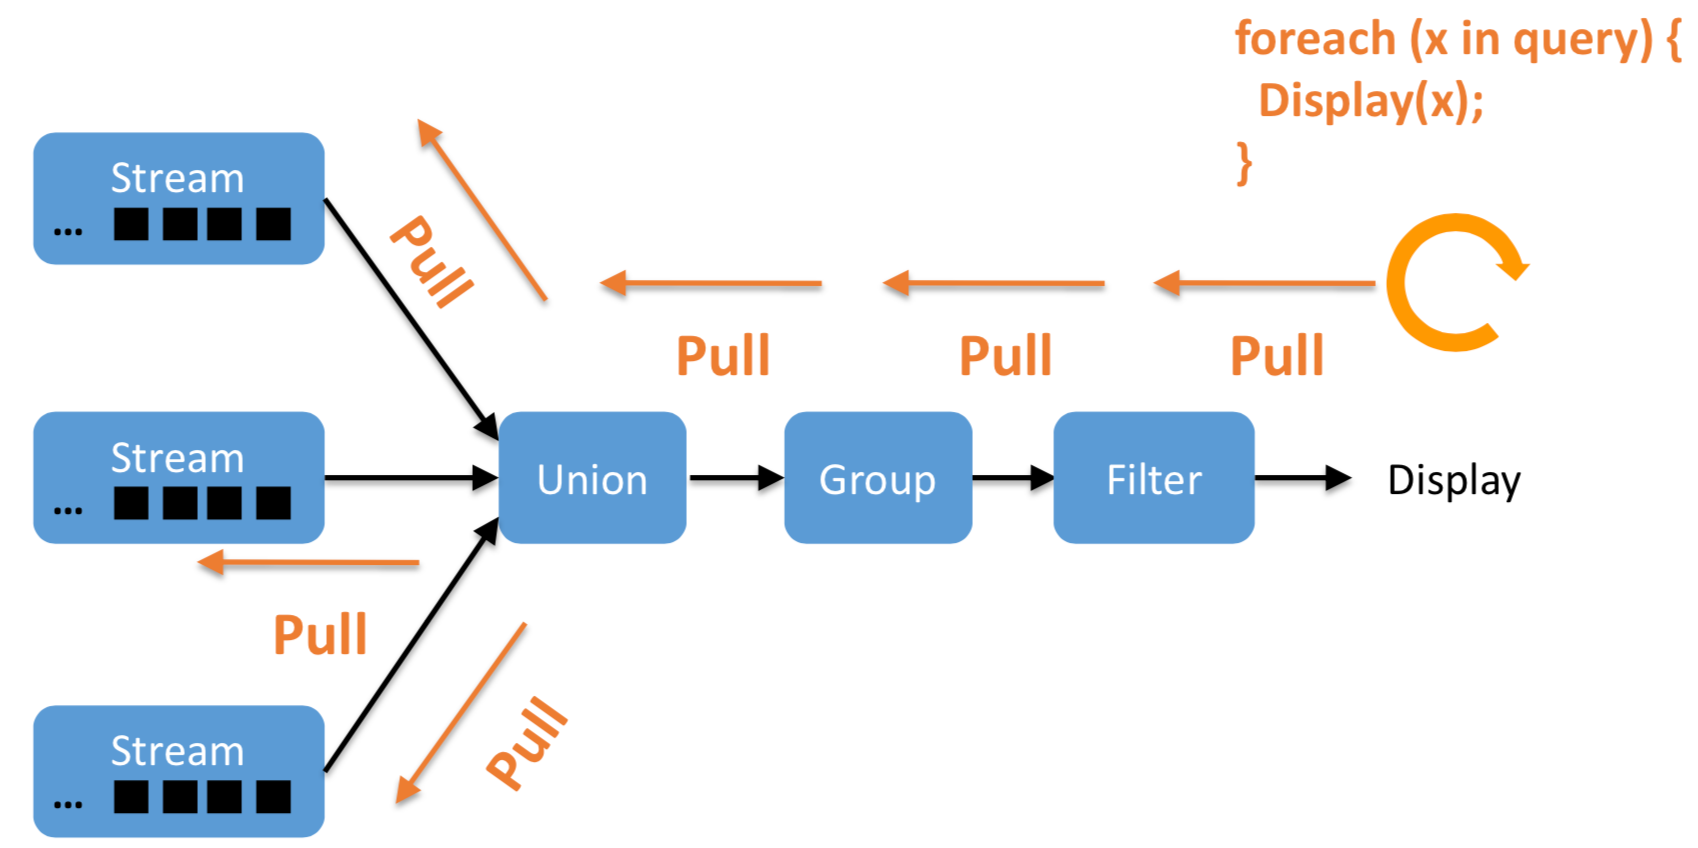 foreach (x in query) {
Display(x);
}
Stream
...
Pull
Pull
Pull
Pull
Stream
...
Union
Group
Filter
Display
Pull
Stream
...
Pull